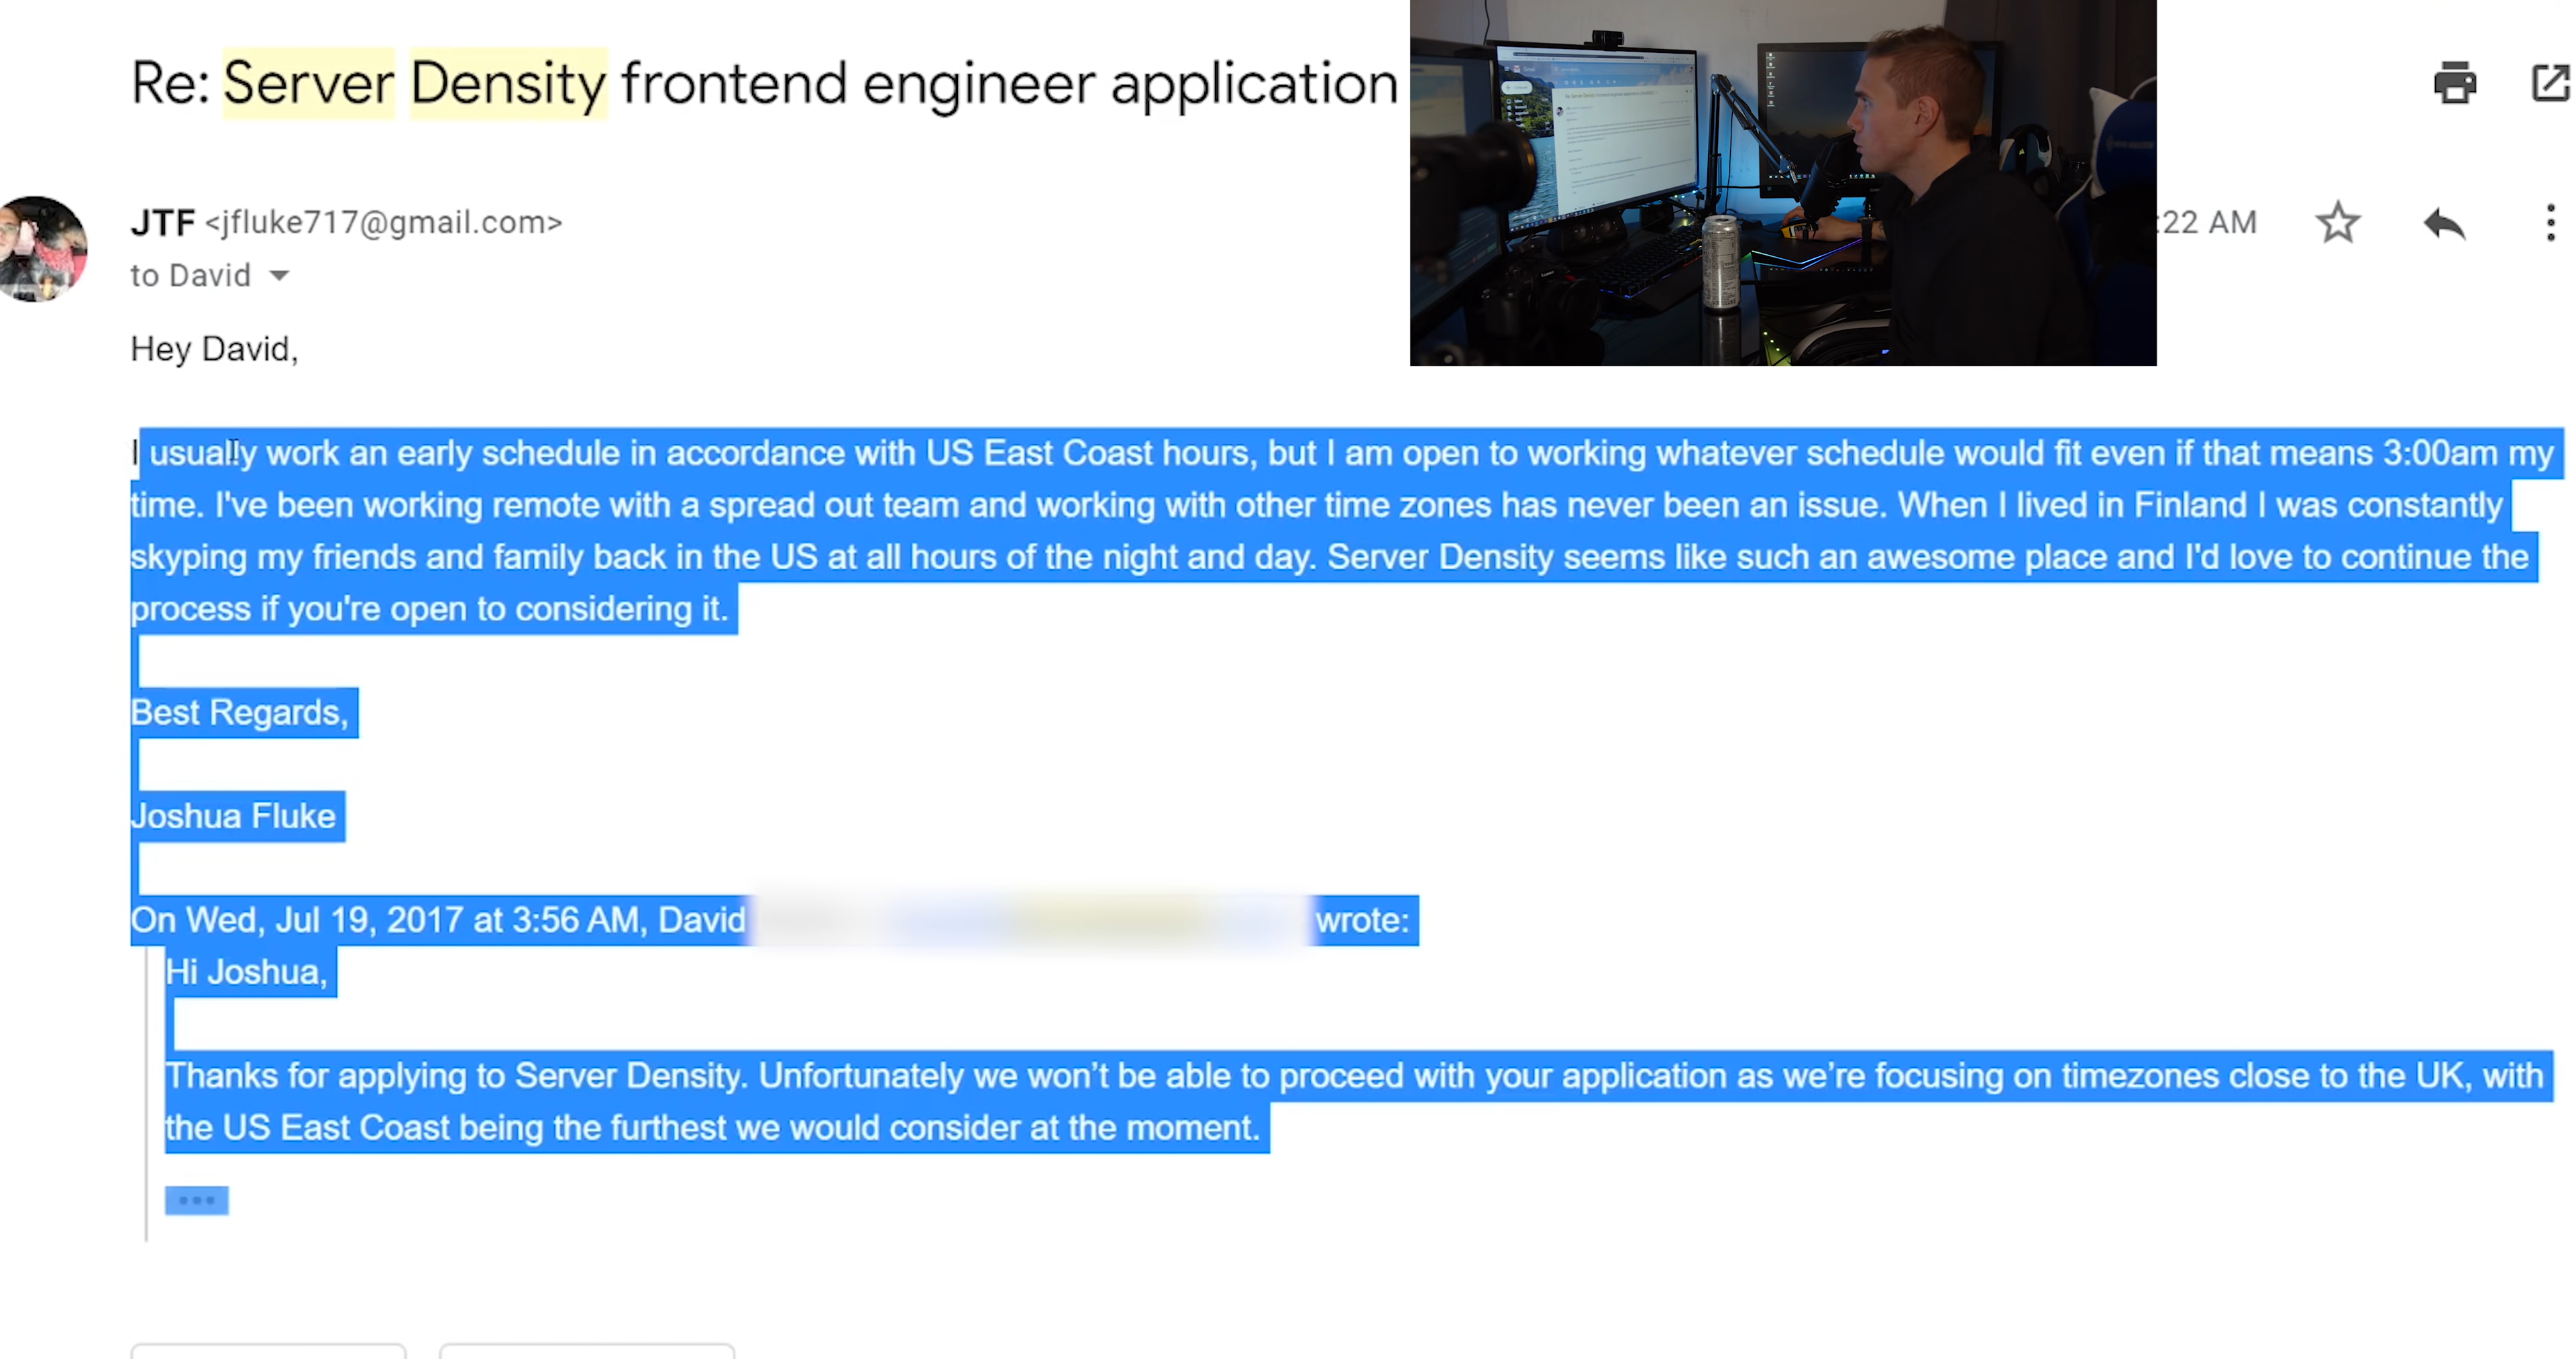 Re: Server Density frontend engineer application
JTF <jfluke717@gmail.com>
:22 AM
to David
Hey David,
I usually work an early schedule in accordance with US East Coast hours, but I am open to working whatever schedule would fit even if that means 3:00am my
time. I've been working remote with a spread out team and working with other time zones has never been an issue. When I lived in Finland I was constantly
skyping my friends and family back in the US at all hours of the night and day. Server Density seems like such an awesome place and I'd love to continue the
process if you're open to considering it.
Best Regards,
Joshua Fluke
On Wed, Jul 19, 2017 at 3:56 AM, David wrote:
Hi Joshua,
Thanks for applying to Server Density. Unfortunately we won’t be able to proceed with your application as we’re focusing on timezones close to the UK, with
the US East Coast being the furthest we would consider at the moment.